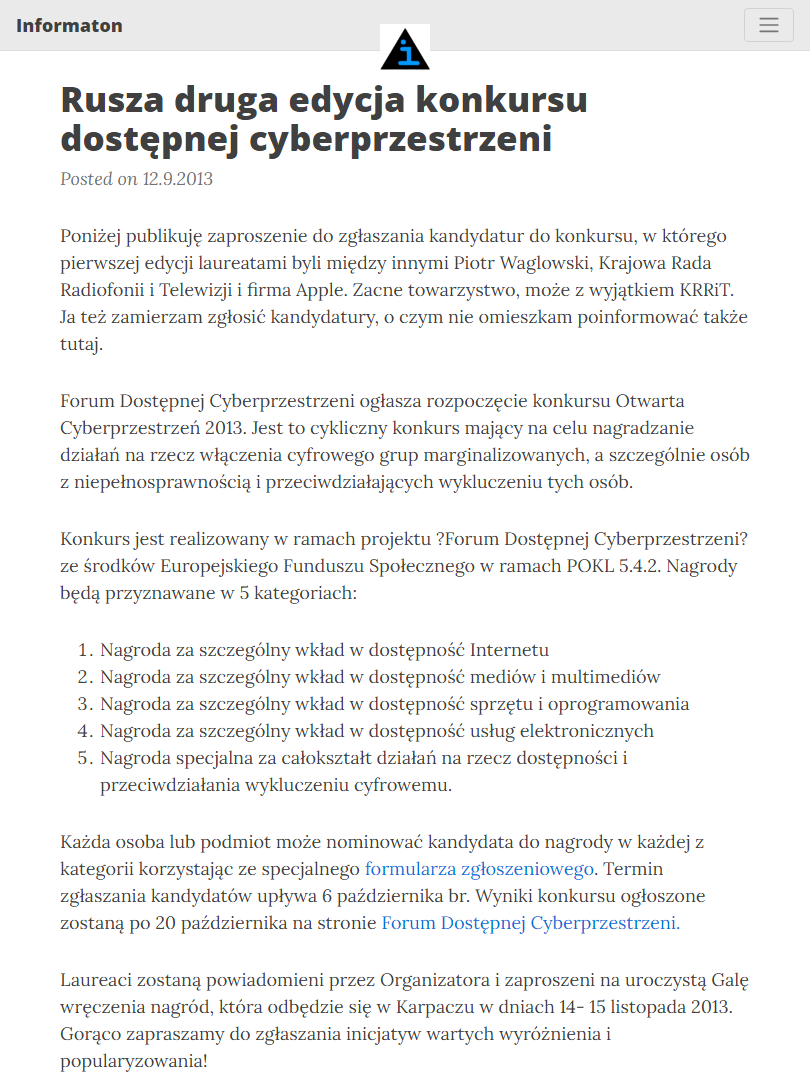 Informaton
i
Rusza druga edycja konkursu
dostępnej cyberprzestrzeni
Posted on 12.9.2013
Poniżej publikuję zaproszenie do zgłaszania kandydatur do konkursu, w którego
pierwszej edycji laureatami byli między innymi Piotr Waglowski, Krajowa Rada
Radiofonii i Telewizji i firma Apple. Zacne towarzystwo, może z wyjątkiem KRRiT.
Ja też zamierzam zgłosić kandydatury, o czym nie omieszkam poinformować także
tutaj.
Forum Dostępnej Cyberprzestrzeni ogłasza rozpoczęcie konkursu Otwarta
Cyberprzestrzeń 2013. Jest to cykliczny konkurs mający na celu nagradzanie
działań na rzecz włączenia cyfrowego grup marginalizowanych, a szczególnie osób
z niepełnosprawnością i przeciwdziałających wykluczeniu tych osób.
Konkurs jest realizowany w ramach projektu ?Forum Dostępnej Cyberprzestrzeni?
ze środków Europejskiego Funduszu Społecznego w ramach POKL 5.4.2. Nagrody
będą przyznawane w 5 kategoriach:
1. Nagroda za szczególny wkład w dostępność Internetu
2. Nagroda za szczególny wkład w dostępność mediów i multimediów
3. Nagroda za szczególny wkład w dostępność sprzętu i oprogramowania
4. Nagroda za szczególny wkład w dostępność usług elektronicznych
5. Nagroda specjalna za całokształt działań na rzecz dostępności i
przeciwdziałania wykluczeniu cyfrowemu.
Każda osoba lub podmiot może nominować kandydata do nagrody w każdej z
kategorii korzystając ze specjalnego formularza zgłoszeniowego. Termin
zgłaszania kandydatów upływa 6 października br. Wyniki konkursu ogłoszone
zostaną po 20 października na stronie Forum Dostępnej Cyberprzestrzeni.
Laureaci zostaną powiadomieni przez Organizatora i zaproszeni na uroczystą Galę
wręczenia nagród, która odbędzie się w Karpaczu w dniach 14- 15 listopada 2013.
Gorąco zapraszamy do zgłaszania inicjatyw wartych wyróżnienia i
popularyzowania!